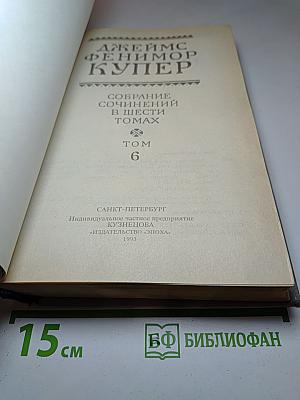 ДЖЕЙМС
ФЕНИМОР
КУПЕР
СОБРАНИЕ
СОЧИНЕНИЙ
В ШЕСТИ
ТОМАХ
ТОМ
6
САНКТ-ПЕТЕРБУРГ
Индивидуальное частное предприятие
КУЗНЕЦОВА
«ИЗДАТЕЛЬСТВО «ЭПОХА»
1993
15 см
БФ БИБЛИОФАН